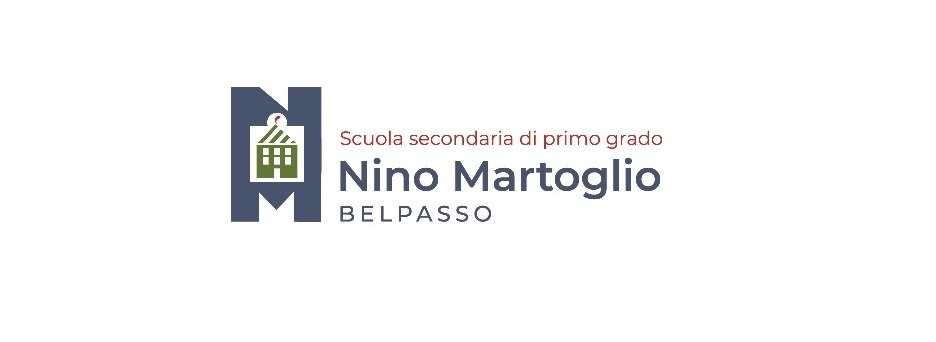 Scuola secondaria di primo grado
Nino Martoglio
BELPASSO